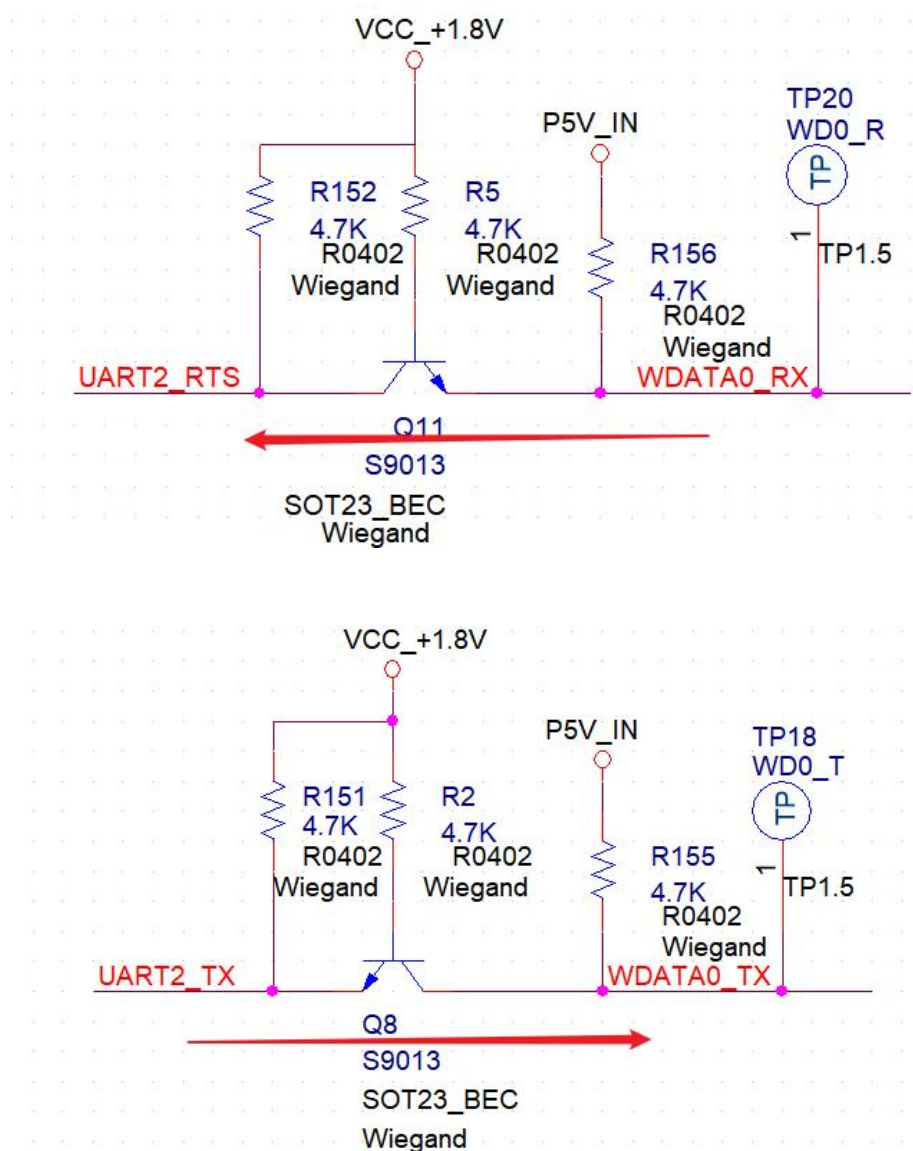 VCC_+1.8V
TP20
WD0_R
TP
1
TP1.5
P5V_IN
R152
4.7K
R0402
Wiegand
R5
4.7K
R0402
Wiegand
R156
4.7K
R0402
Wiegand
UART2_RTS
WDATA0_RX
Q11
S9013
SOT23_BEC
Wiegand
VCC_+1.8V
P5V_IN
TP18
WD0_T
TP
1
TP1.5
R151
4.7K
R0402
Wiegand
R2
4.7K
R0402
Wiegand
R155
4.7K
R0402
Wiegand
UART2_TX
WDATA0_TX
Q8
S9013
SOT23_BEC
Wiegand